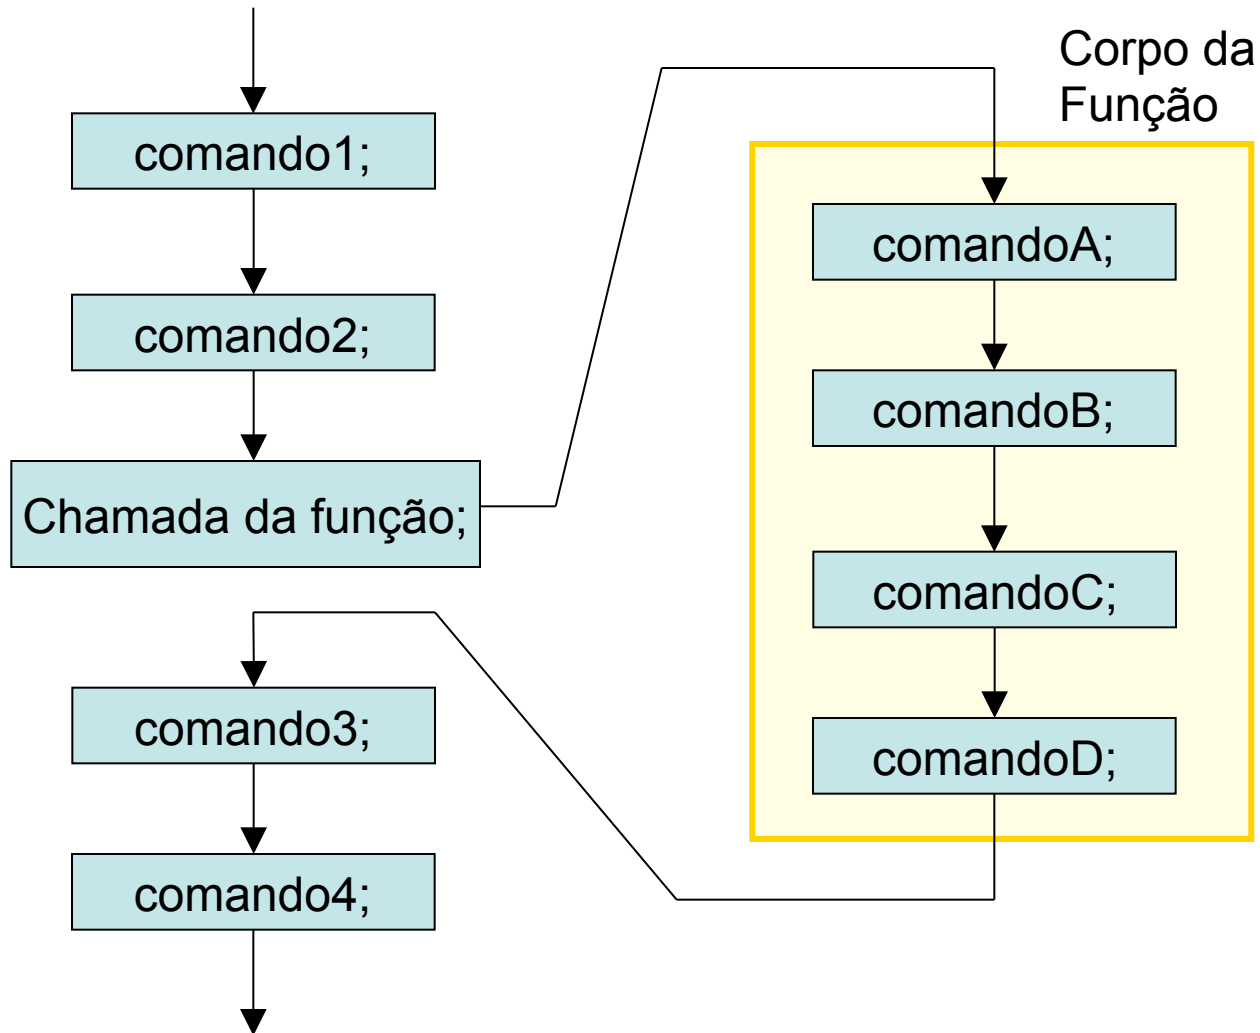 comando1;
comando2;
Chamada da função;
comando3;
comando4;
Corpo da
Função
comandoA;
comandoB;
comandoC;
comandoD;